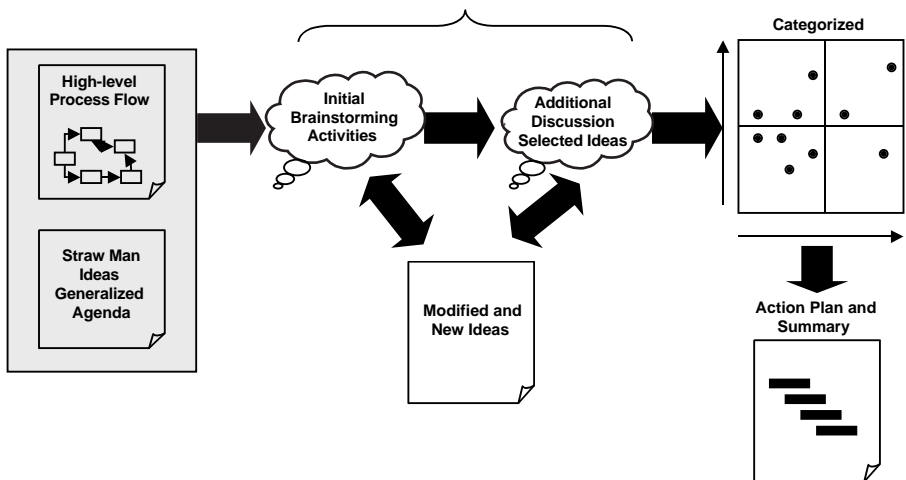 High-level
Process Flow
Straw Man
Ideas
Generalized
Agenda
Initial
Brainstorming
Activities
Additional
Discussion
Selected Ideas
Modified and
New Ideas
Categorized
Action Plan and
Summary